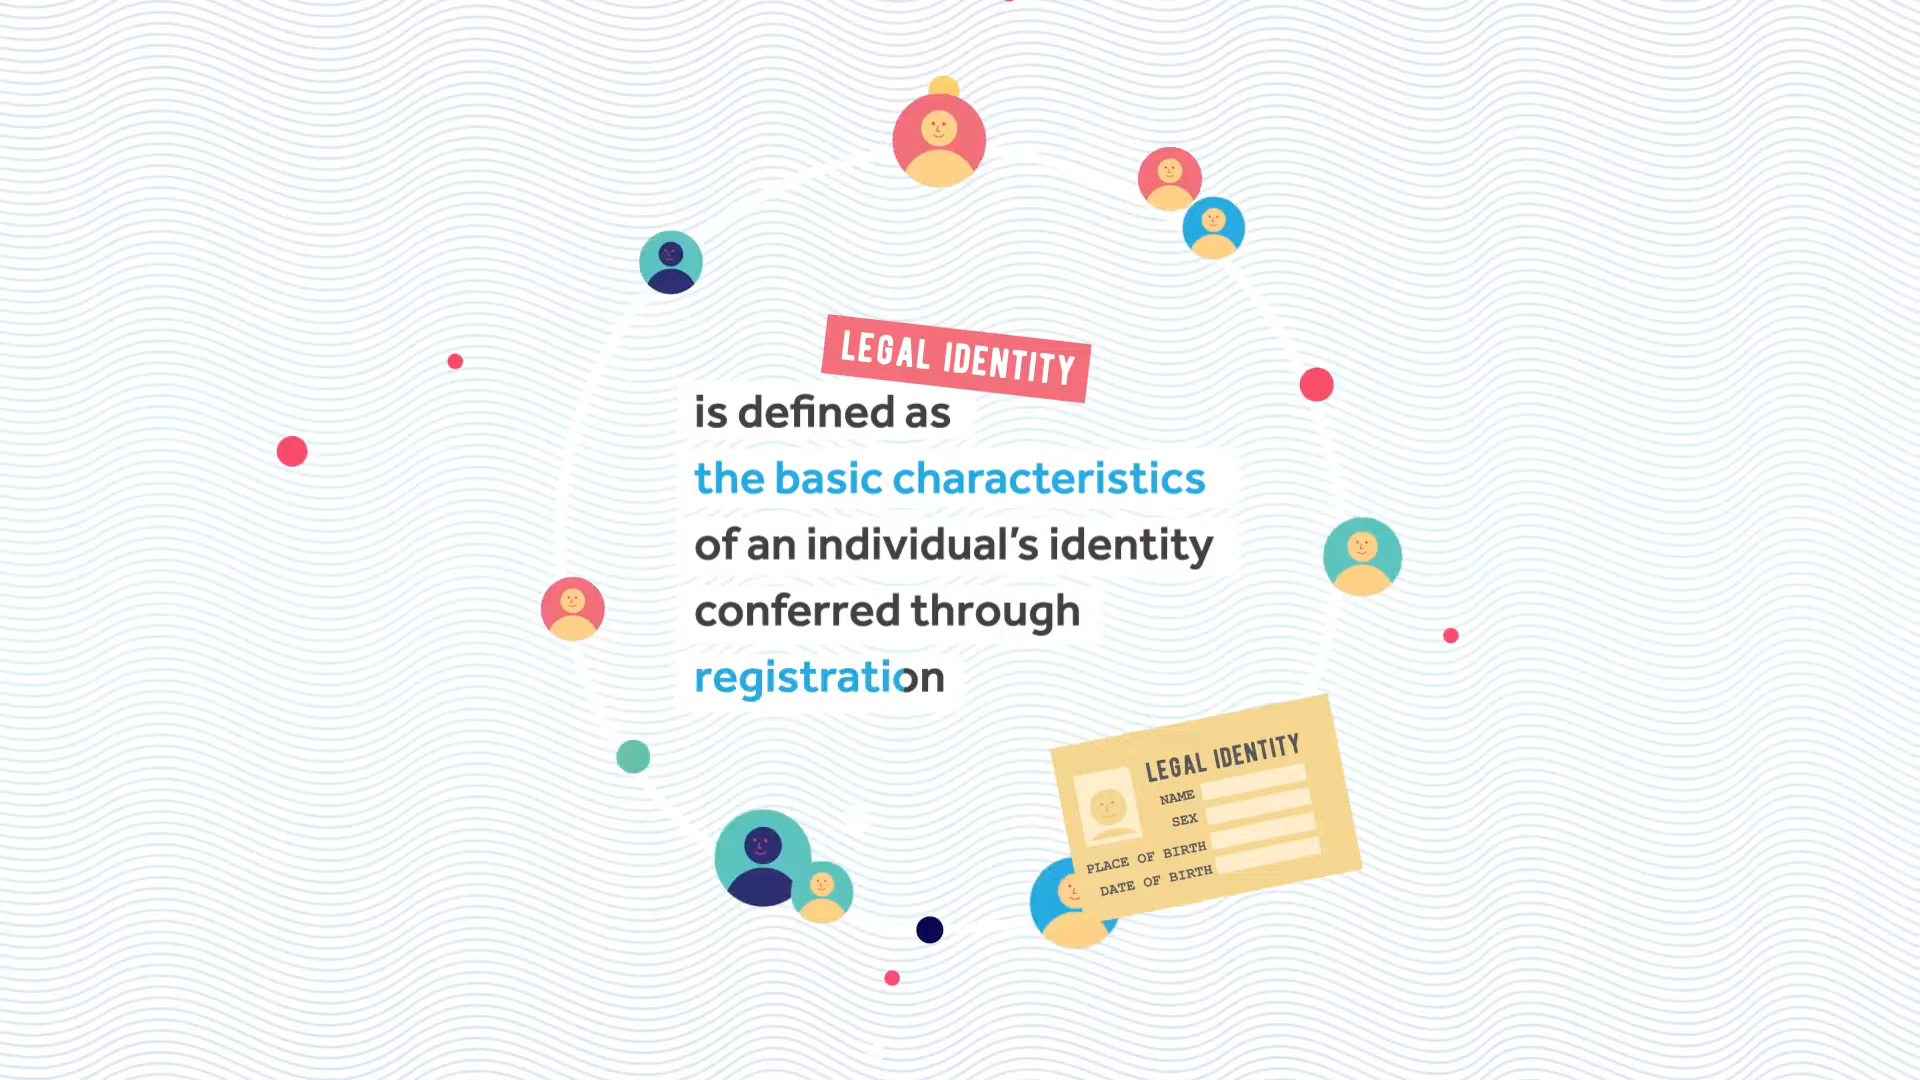 LEGAL IDENTITY
is defined as
the basic characteristics
of an individual's identity
conferred through
registration
LEGAL IDENTITY
NAME
SEX
PLACE OF BIRTH
DATE OF BIRTH